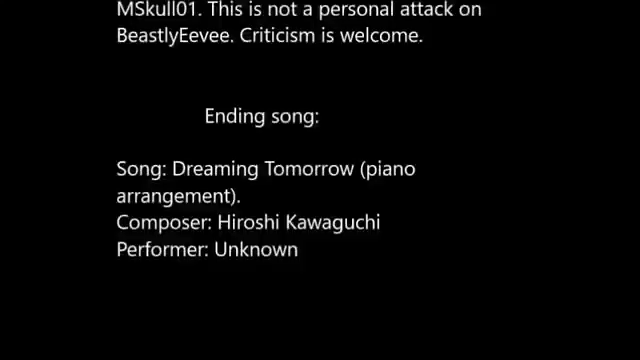 MSkull01. This is not a personal attack on
BeastlyEevee. Criticism is welcome.
Ending song:
Song: Dreaming Tomorrow (piano
arrangement).
Composer: Hiroshi Kawaguchi
Performer: Unknown